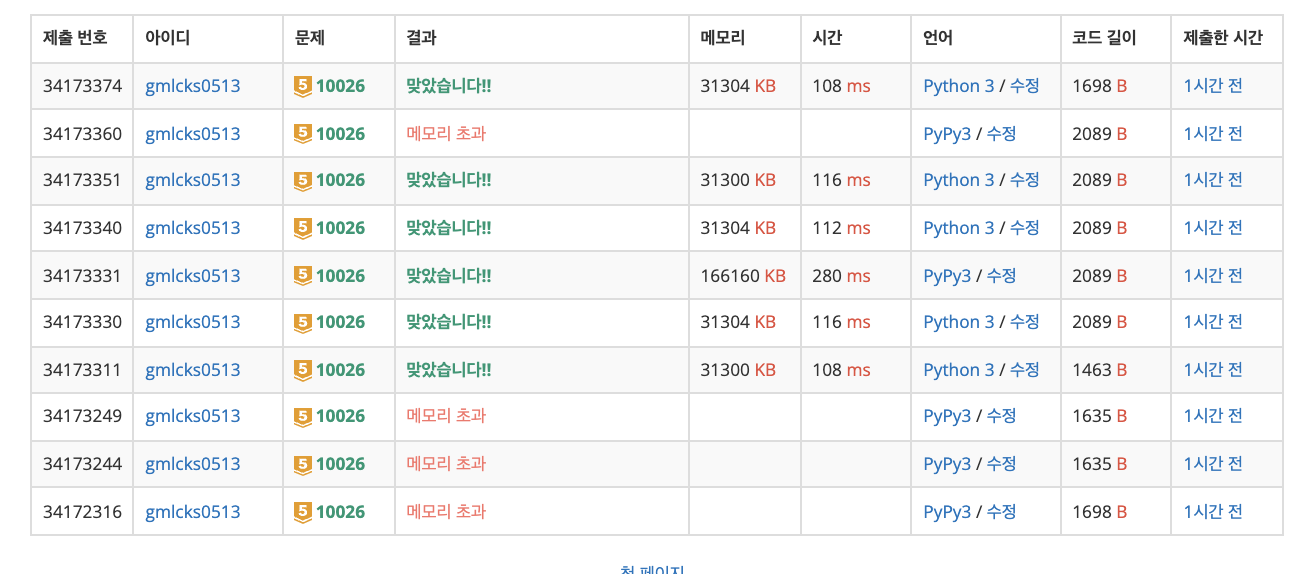 제출 번호 아이디 문제 결과 메모리 시간 언어 코드 길이 제출한 시간
34173374 gmlcks0513 5 10026 맞았습니다!! 31304 KB 108 ms Python 3 / 수정 1698 B 1시간 전
34173360 gmlcks0513 5 10026 메모리 초과 PyPy3 / 수정 2089 B 1시간 전
34173351 gmlcks0513 5 10026 맞았습니다!! 31300 KB 116 ms Python 3 / 수정 2089 B 1시간 전
34173340 gmlcks0513 5 10026 맞았습니다!! 31304 KB 112 ms Python 3 / 수정 2089 B 1시간 전
34173331 gmlcks0513 5 10026 맞았습니다!! 166160 KB 280 ms PyPy3 / 수정 2089 B 1시간 전
34173330 gmlcks0513 5 10026 맞았습니다!! 31304 KB 116 ms Python 3 / 수정 2089 B 1시간 전
34173311 gmlcks0513 5 10026 맞았습니다!! 31300 KB 108 ms Python 3 / 수정 1463 B 1시간 전
34173249 gmlcks0513 5 10026 메모리 초과 PyPy3 / 수정 1635 B 1시간 전
34173244 gmlcks0513 5 10026 메모리 초과 PyPy3 / 수정 1635 B 1시간 전
34172316 gmlcks0513 5 10026 메모리 초과 PyPy3 / 수정 1698 B 1시간 전
첫 페이지